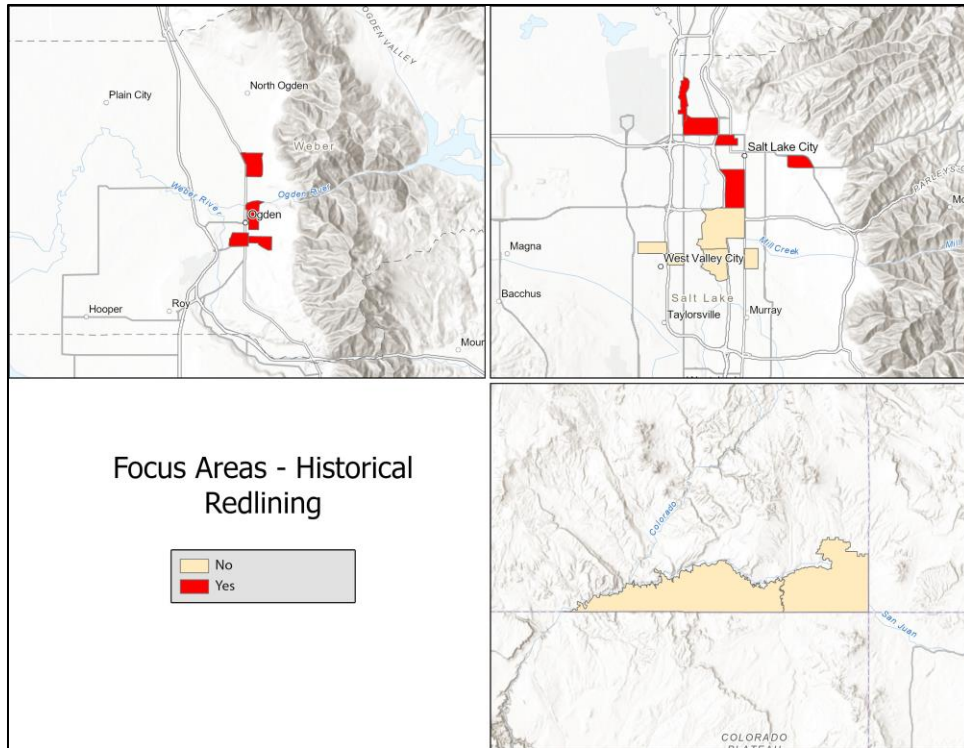 OGDEN VALLEY
North Ogden
Plain City
Weber
Weber River
Ogden River
Ogden
Hooper
Roy
Moun
Salt Lake City
PARLEYS
Mo
Magna
Mill Creek
Mill
West Valley City
Bacchus
Salt Lake
Taylorsville
Murray
Focus Areas - Historical
Redlining
No
Yes
Colorado
San Juan
COLORADO
PLATEAU